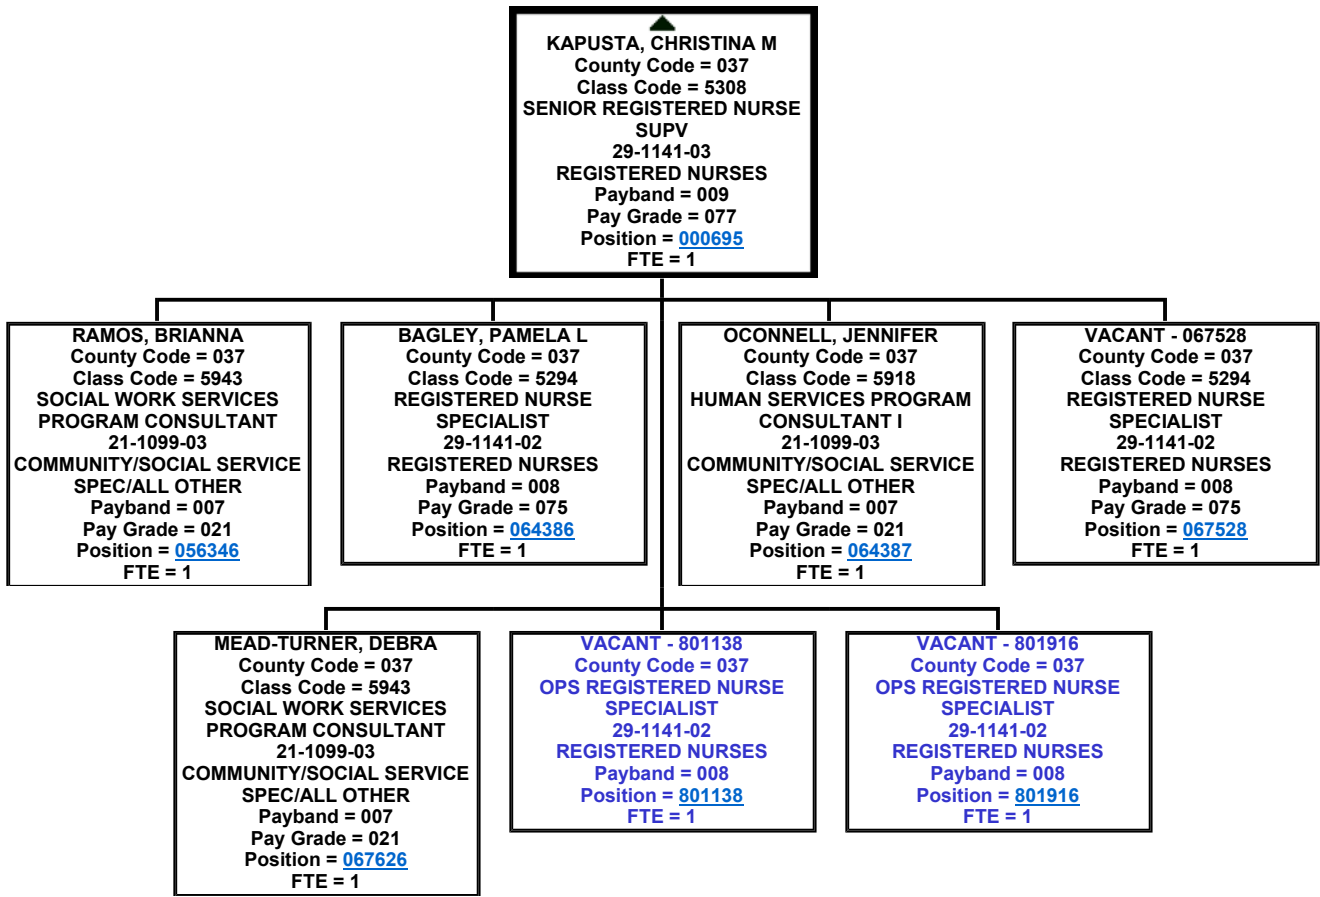 KAPUSTA, CHRISTINA M
County Code = 037
Class Code = 5308
SENIOR REGISTERED NURSE
SUPV
29-1141-03
REGISTERED NURSES
Payband = 009
Pay Grade = 077
Position = 000695
FTE = 1
RAMOS, BRIANNA
County Code = 037
Class Code = 5943
SOCIAL WORK SERVICES
PROGRAM CONSULTANT
21-1099-03
COMMUNITY/SOCIAL SERVICE
SPEC/ALL OTHER
Payband = 007
Pay Grade = 021
Position = 056346
FTE = 1
BAGLEY, PAMELA L
County Code = 037
Class Code = 5294
REGISTERED NURSE
SPECIALIST
29-1141-02
REGISTERED NURSES
Payband = 008
Pay Grade = 075
Position = 064386
FTE = 1
OCONNELL, JENNIFER
County Code = 037
Class Code = 5918
HUMAN SERVICES PROGRAM
CONSULTANT I
21-1099-03
COMMUNITY/SOCIAL SERVICE
SPEC/ALL OTHER
Payband = 007
Pay Grade = 021
Position = 064387
FTE = 1
VACANT - 067528
County Code = 037
Class Code = 5294
REGISTERED NURSE
SPECIALIST
29-1141-02
REGISTERED NURSES
Payband = 008
Pay Grade = 075
Position = 067528
FTE = 1
MEAD-TURNER, DEBRA
County Code = 037
Class Code = 5943
SOCIAL WORK SERVICES
PROGRAM CONSULTANT
21-1099-03
COMMUNITY/SOCIAL SERVICE
SPEC/ALL OTHER
Payband = 007
Pay Grade = 021
Position = 067626
FTE = 1
VACANT - 801138
County Code = 037
OPS REGISTERED NURSE
SPECIALIST
29-1141-02
REGISTERED NURSES
Payband = 008
Position = 801138
FTE = 1
VACANT - 801916
County Code = 037
OPS REGISTERED NURSE
SPECIALIST
29-1141-02
REGISTERED NURSES
Payband = 008
Position = 801916
FTE = 1